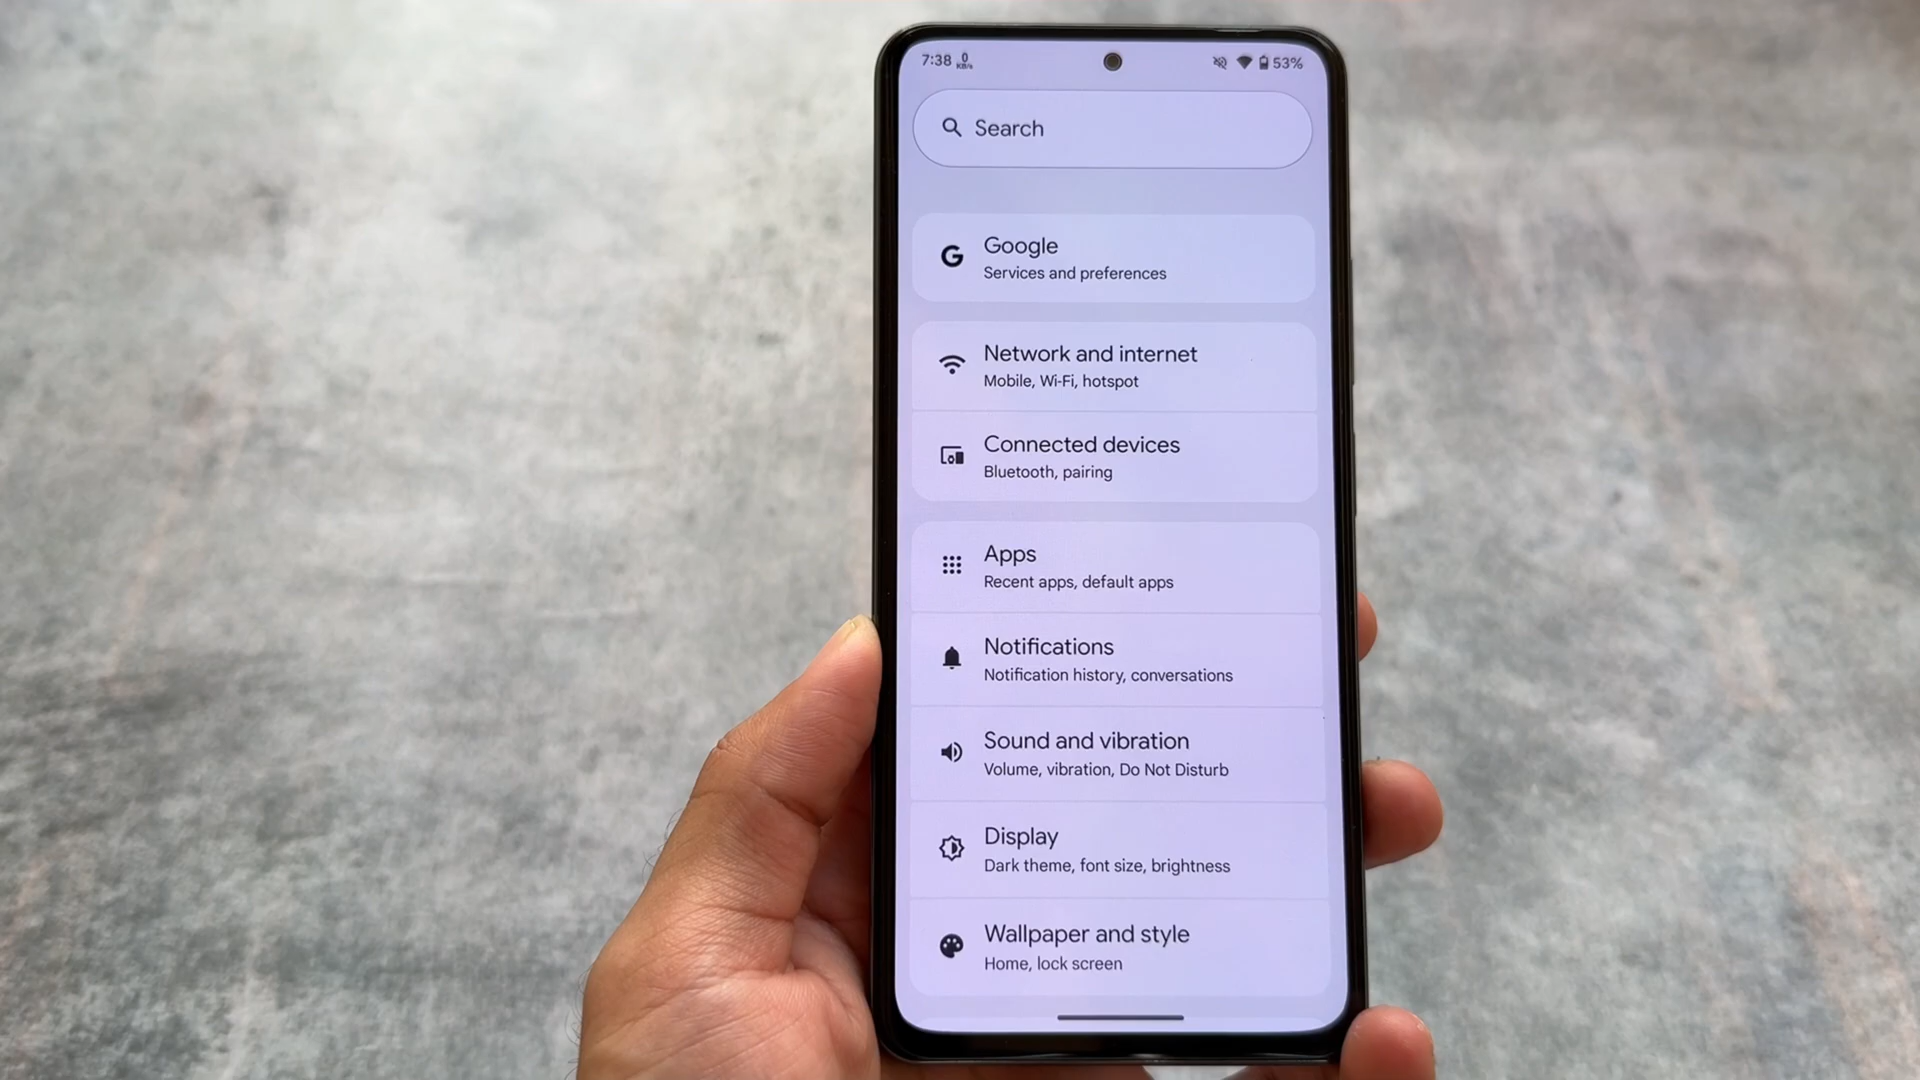 7:38 0 KB/s 53%
Search
Google
Services and preferences
Network and internet
Mobile, Wi-Fi, hotspot
Connected devices
Bluetooth, pairing
Apps
Recent apps, default apps
Notifications
Notification history, conversations
Sound and vibration
Volume, vibration, Do Not Disturb
Display
Dark theme, font size, brightness
Wallpaper and style
Home, lock screen